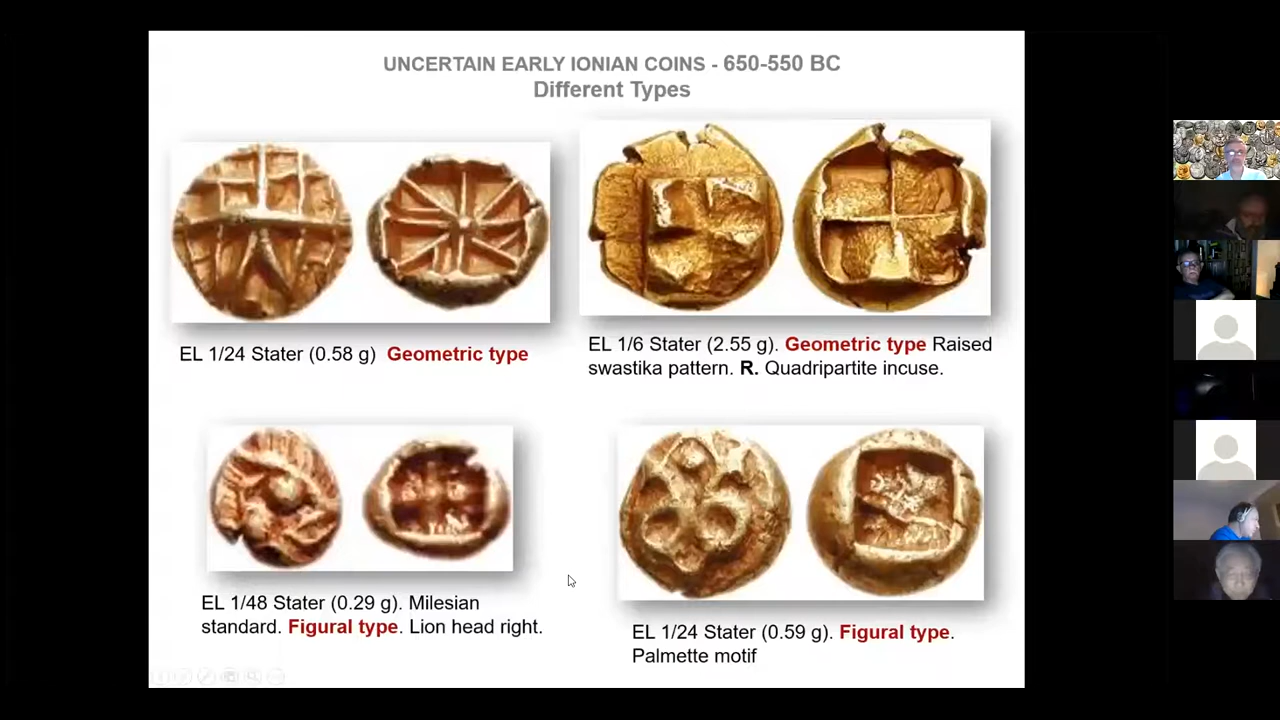 UNCERTAIN EARLY IONIAN COINS - 650-550 BC
Different Types
EL 1/24 Stater (0.58 g)  Geometric type
EL 1/6 Stater (2.55 g). Geometric type Raised
swastika pattern. R. Quadripartite incuse.
EL 1/48 Stater (0.29 g). Milesian
standard. Figural type. Lion head right.
EL 1/24 Stater (0.59 g). Figural type.
Palmette motif